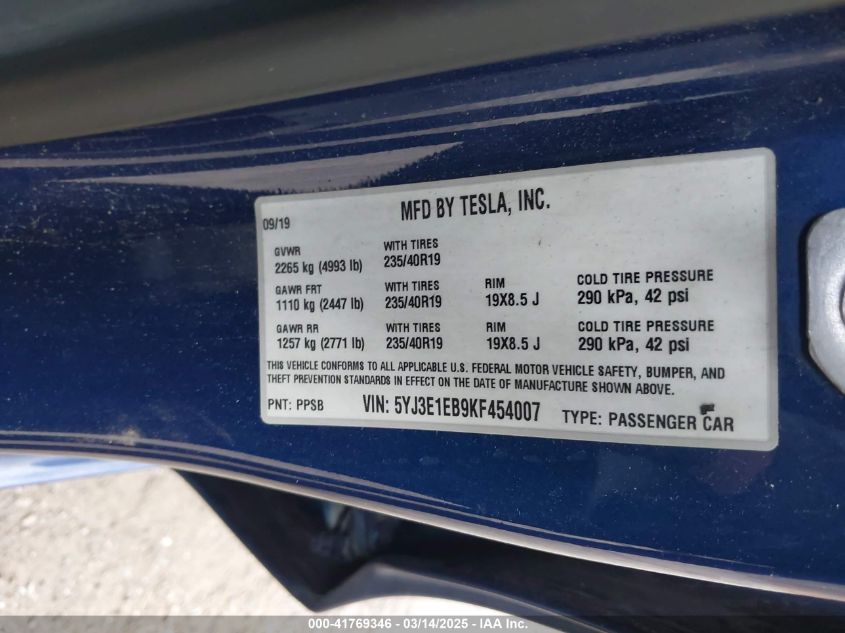 MFD BY TESLA, INC.
09/19
GVWR WITH TIRES
2265 kg (4993 lb) 235/40R19
GAWR FRT WITH TIRES RIM COLD TIRE PRESSURE
1110 kg (2447 lb) 235/40R19 19X8.5 J 290 kPa, 42 psi
GAWR RR WITH TIRES RIM COLD TIRE PRESSURE
1257 kg (2771 lb) 235/40R19 19X8.5 J 290 kPa, 42 psi
THIS VEHICLE CONFORMS TO ALL APPLICABLE U.S. FEDERAL MOTOR VEHICLE SAFETY, BUMPER, AND
THEFT PREVENTION STANDARDS IN EFFECT ON THE DATE OF MANUFACTURE SHOWN ABOVE.
PNT: PPSB VIN: 5YJ3E1EB9KF454007 TYPE: PASSENGER CAR
000-41769346 - 03/14/2025 - IAAI.COM